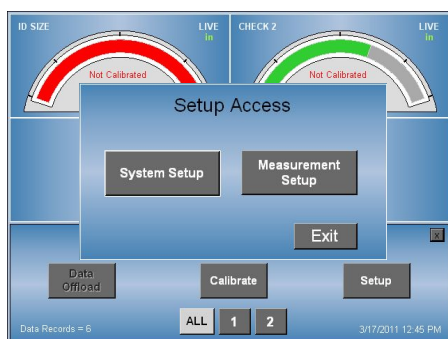 ID SIZE
LIVE
in
CHECK 2
LIVE
in
Not Calibrated
Not Calibrated
Setup Access
System Setup
Measurement
Setup
Exit
x
Data
Offload
Calibrate
Setup
ALL
1
2
Data Records = 6
3/17/2011 12:45 PM